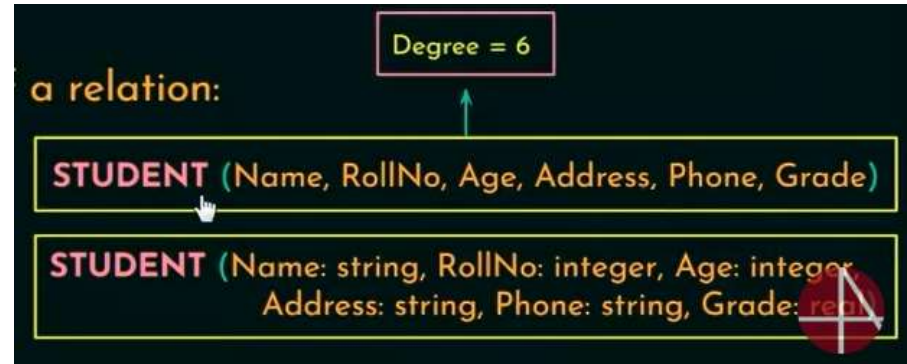 Degree = 6
a relation:
STUDENT (Name, RollNo, Age, Address, Phone, Grade)
STUDENT (Name: string, RollNo: integer, Age: integer,
Address: string, Phone: string, Grade: real)